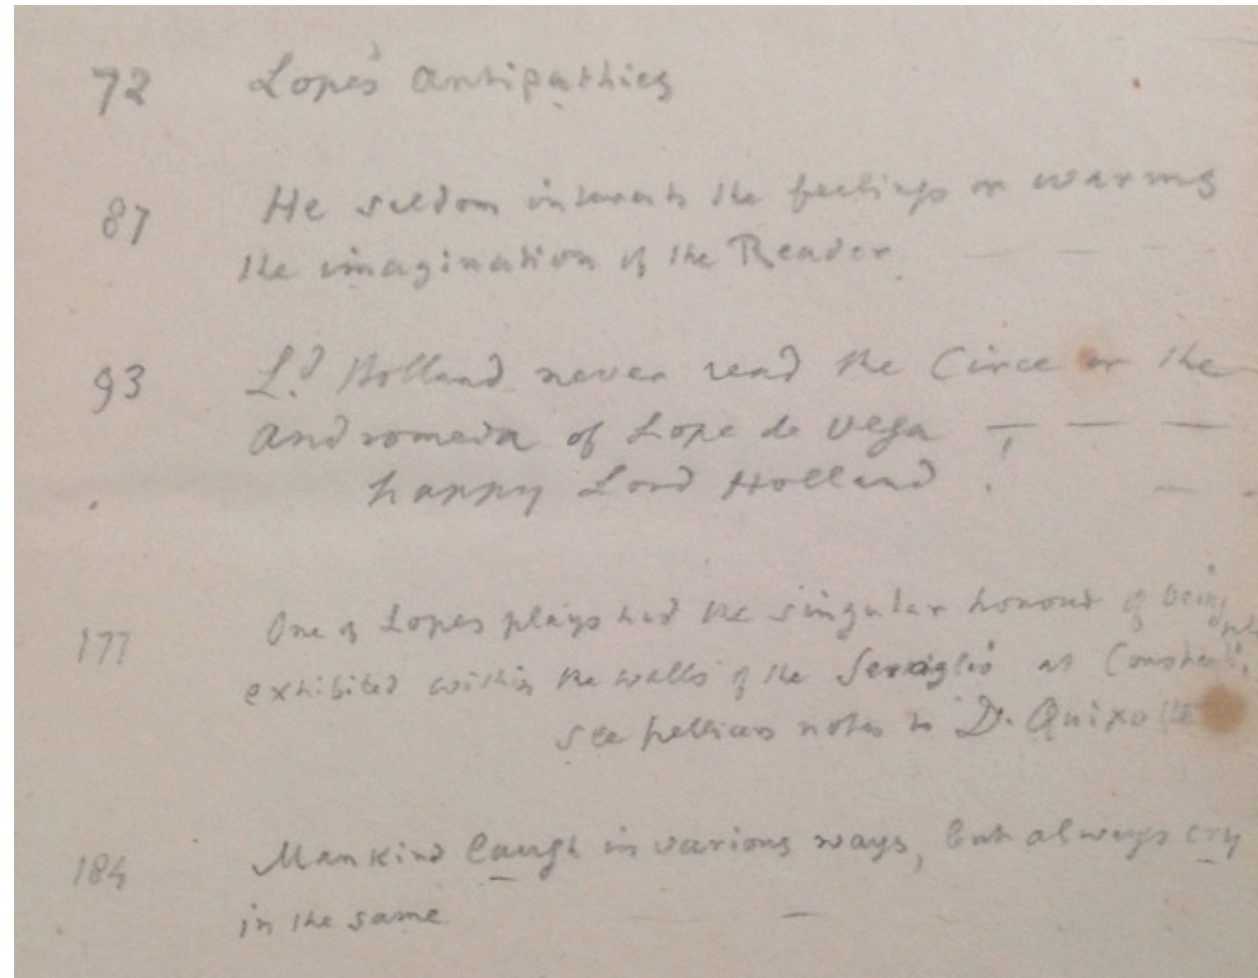 72 Lope's Antipathies
87 He seldom interests the feelings or warms
the imagination of the Reader
93 Ld. Holland never read the Circe or the
Andromeda of Lope de Vega — — —
happy Lord Holland ! — -
177 One of Lopes plays had the singular honour of being
exhibited within the walls of the Seraglio at
see pellicers notes to D. Quixotte
184 Mankind laugh in various ways, but always cry
in the same —